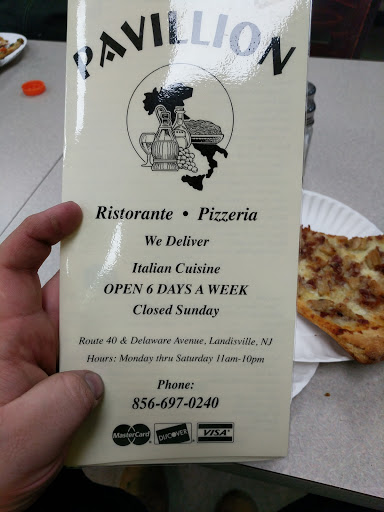 PAVILLION
Ristorante • Pizzeria
We Deliver
Italian Cuisine
OPEN 6 DAYS A WEEK
Closed Sunday
Route 40 & Delaware Avenue, Landisville, NJ
Hours: Monday thru Saturday 11am-10pm
Phone:
856-697-0240
MasterCard DISCOVER VISA